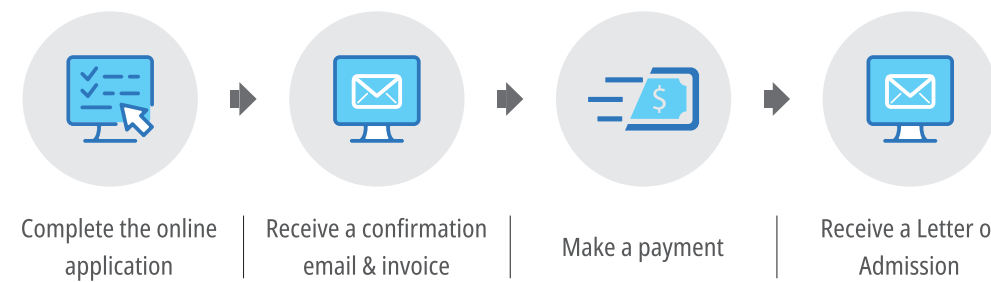 $
Complete the online
application
Receive a confirmation
email & invoice
Make a payment
Receive a Letter o
Admission